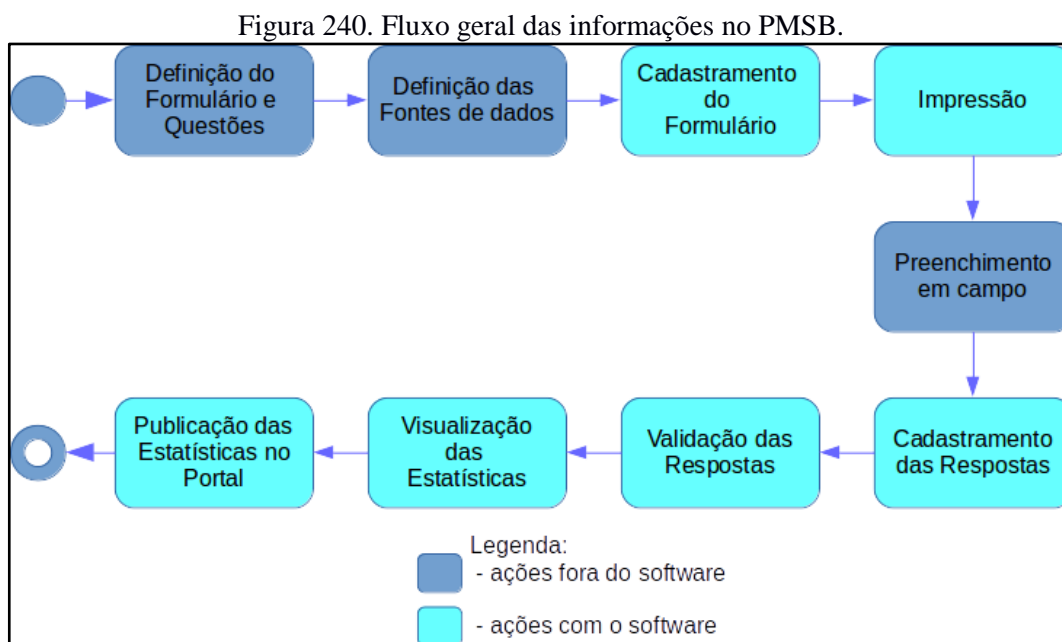 Figura 240. Fluxo geral das informações no PMSB.
Definição do
Formulário e
Questões
Definição das
Fontes de dados
Cadastramento
do
Formulário
Impressão
Preenchimento
em campo
Cadastramento
das Respostas
Validação das
Respostas
Visualização
das
Estatísticas
Publicação das
Estatísticas no
Portal
Legenda:
- ações fora do software
- ações com o software